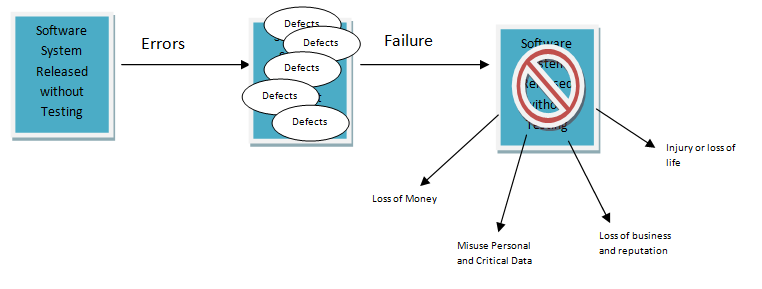 Software
System
Released
without
Testing
Errors
Defects
Defects
Defects
Defects
Defects
Failure
Software
Testing
Loss of Money
Misuse Personal
and Critical Data
Loss of business
and reputation
Injury or loss of
life